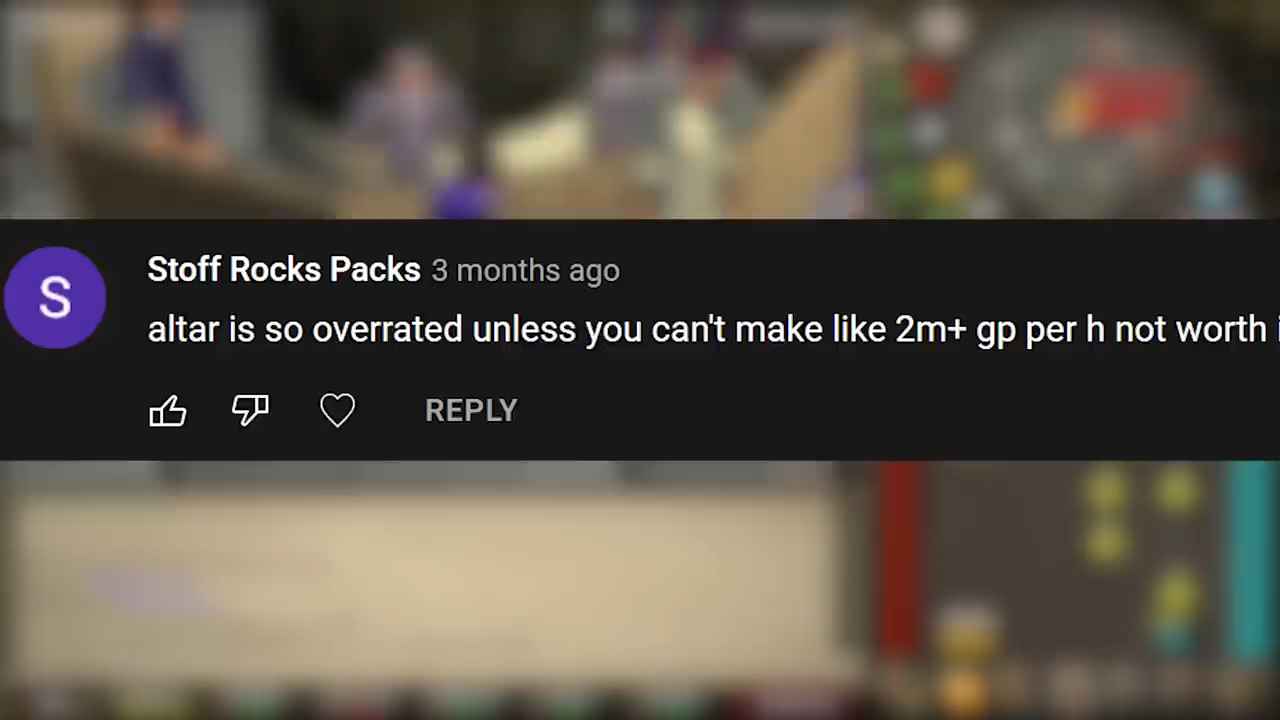 S
Stoff Rocks Packs 3 months ago
altar is so overrated unless you can't make like 2m+ gp per h not worth
REPLY